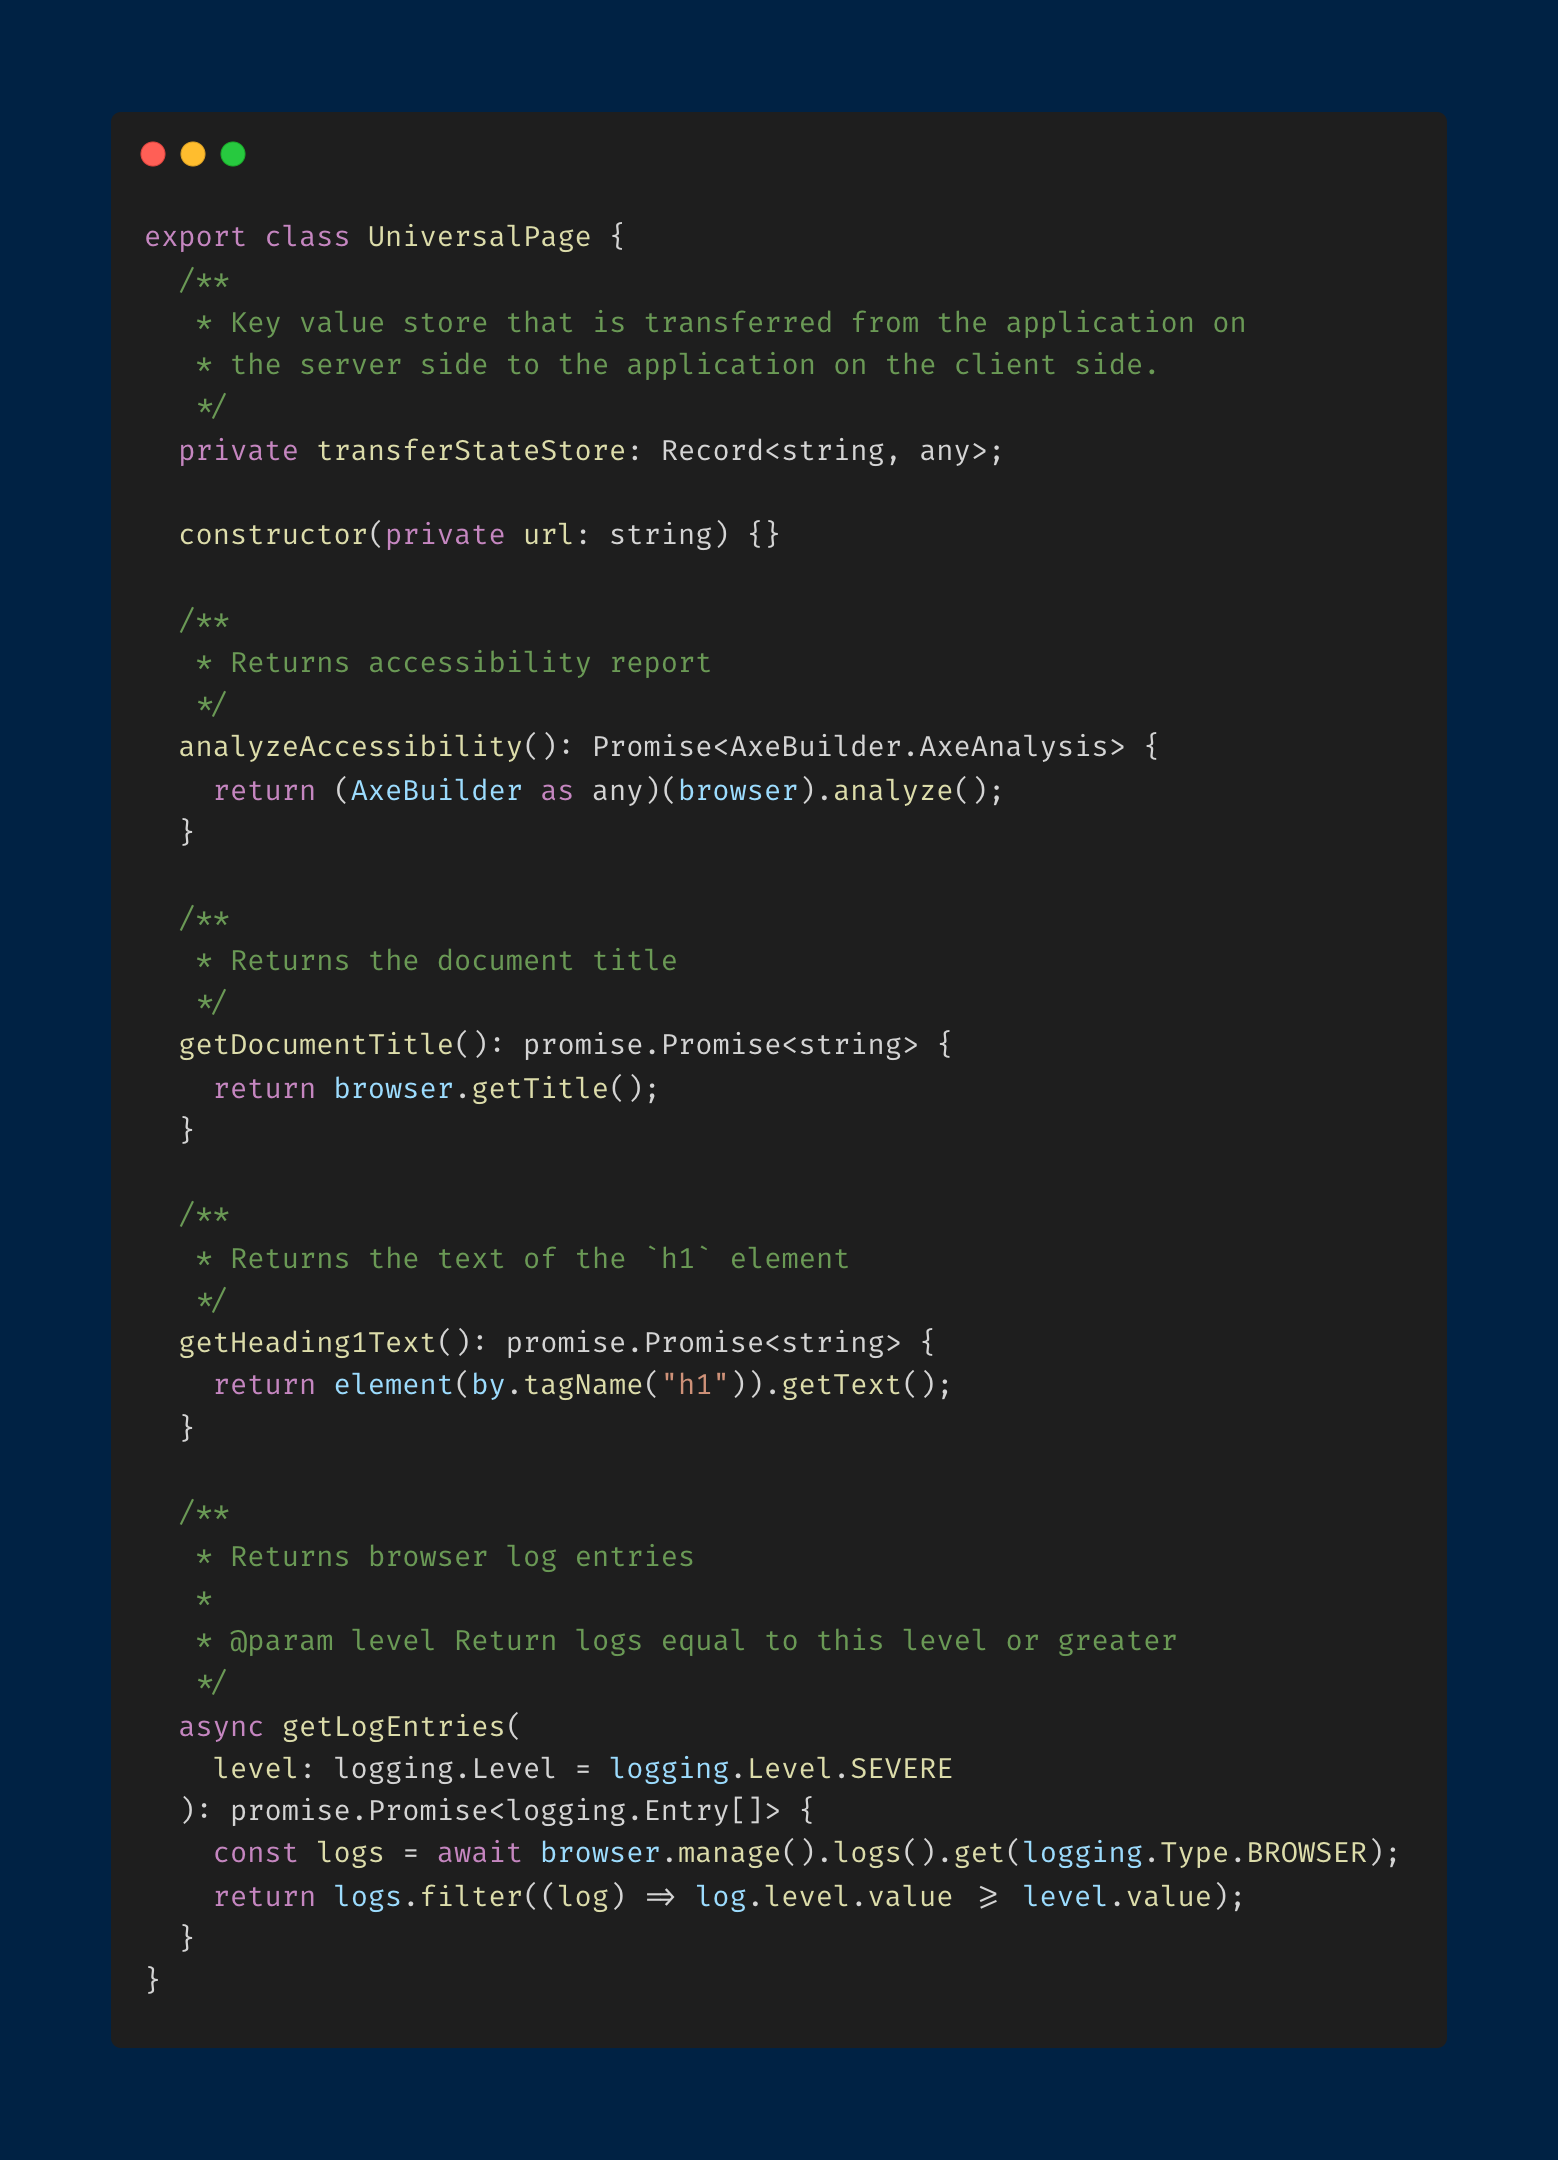 export class UniversalPage {
  /**
   * Key value store that is transferred from the application on
   * the server side to the application on the client side.
   */
  private transferStateStore: Record<string, any>;

  constructor(private url: string) {}

  /**
   * Returns accessibility report
   */
  analyzeAccessibility(): Promise<AxeBuilder.AxeAnalysis> {
    return (AxeBuilder as any)(browser).analyze();
  }

  /**
   * Returns the document title
   */
  getDocumentTitle(): promise.Promise<string> {
    return browser.getTitle();
  }

  /**
   * Returns the text of the `h1` element
   */
  getHeading1Text(): promise.Promise<string> {
    return element(by.tagName("h1")).getText();
  }

  /**
   * Returns browser log entries
   *
   * @param level Return logs equal to this level or greater
   */
  async getLogEntries(
    level: logging.Level = logging.Level.SEVERE
  ): promise.Promise<logging.Entry[]> {
    const logs = await browser.manage().logs().get(logging.Type.BROWSER);
    return logs.filter((log) => log.level.value >= level.value);
  }
}